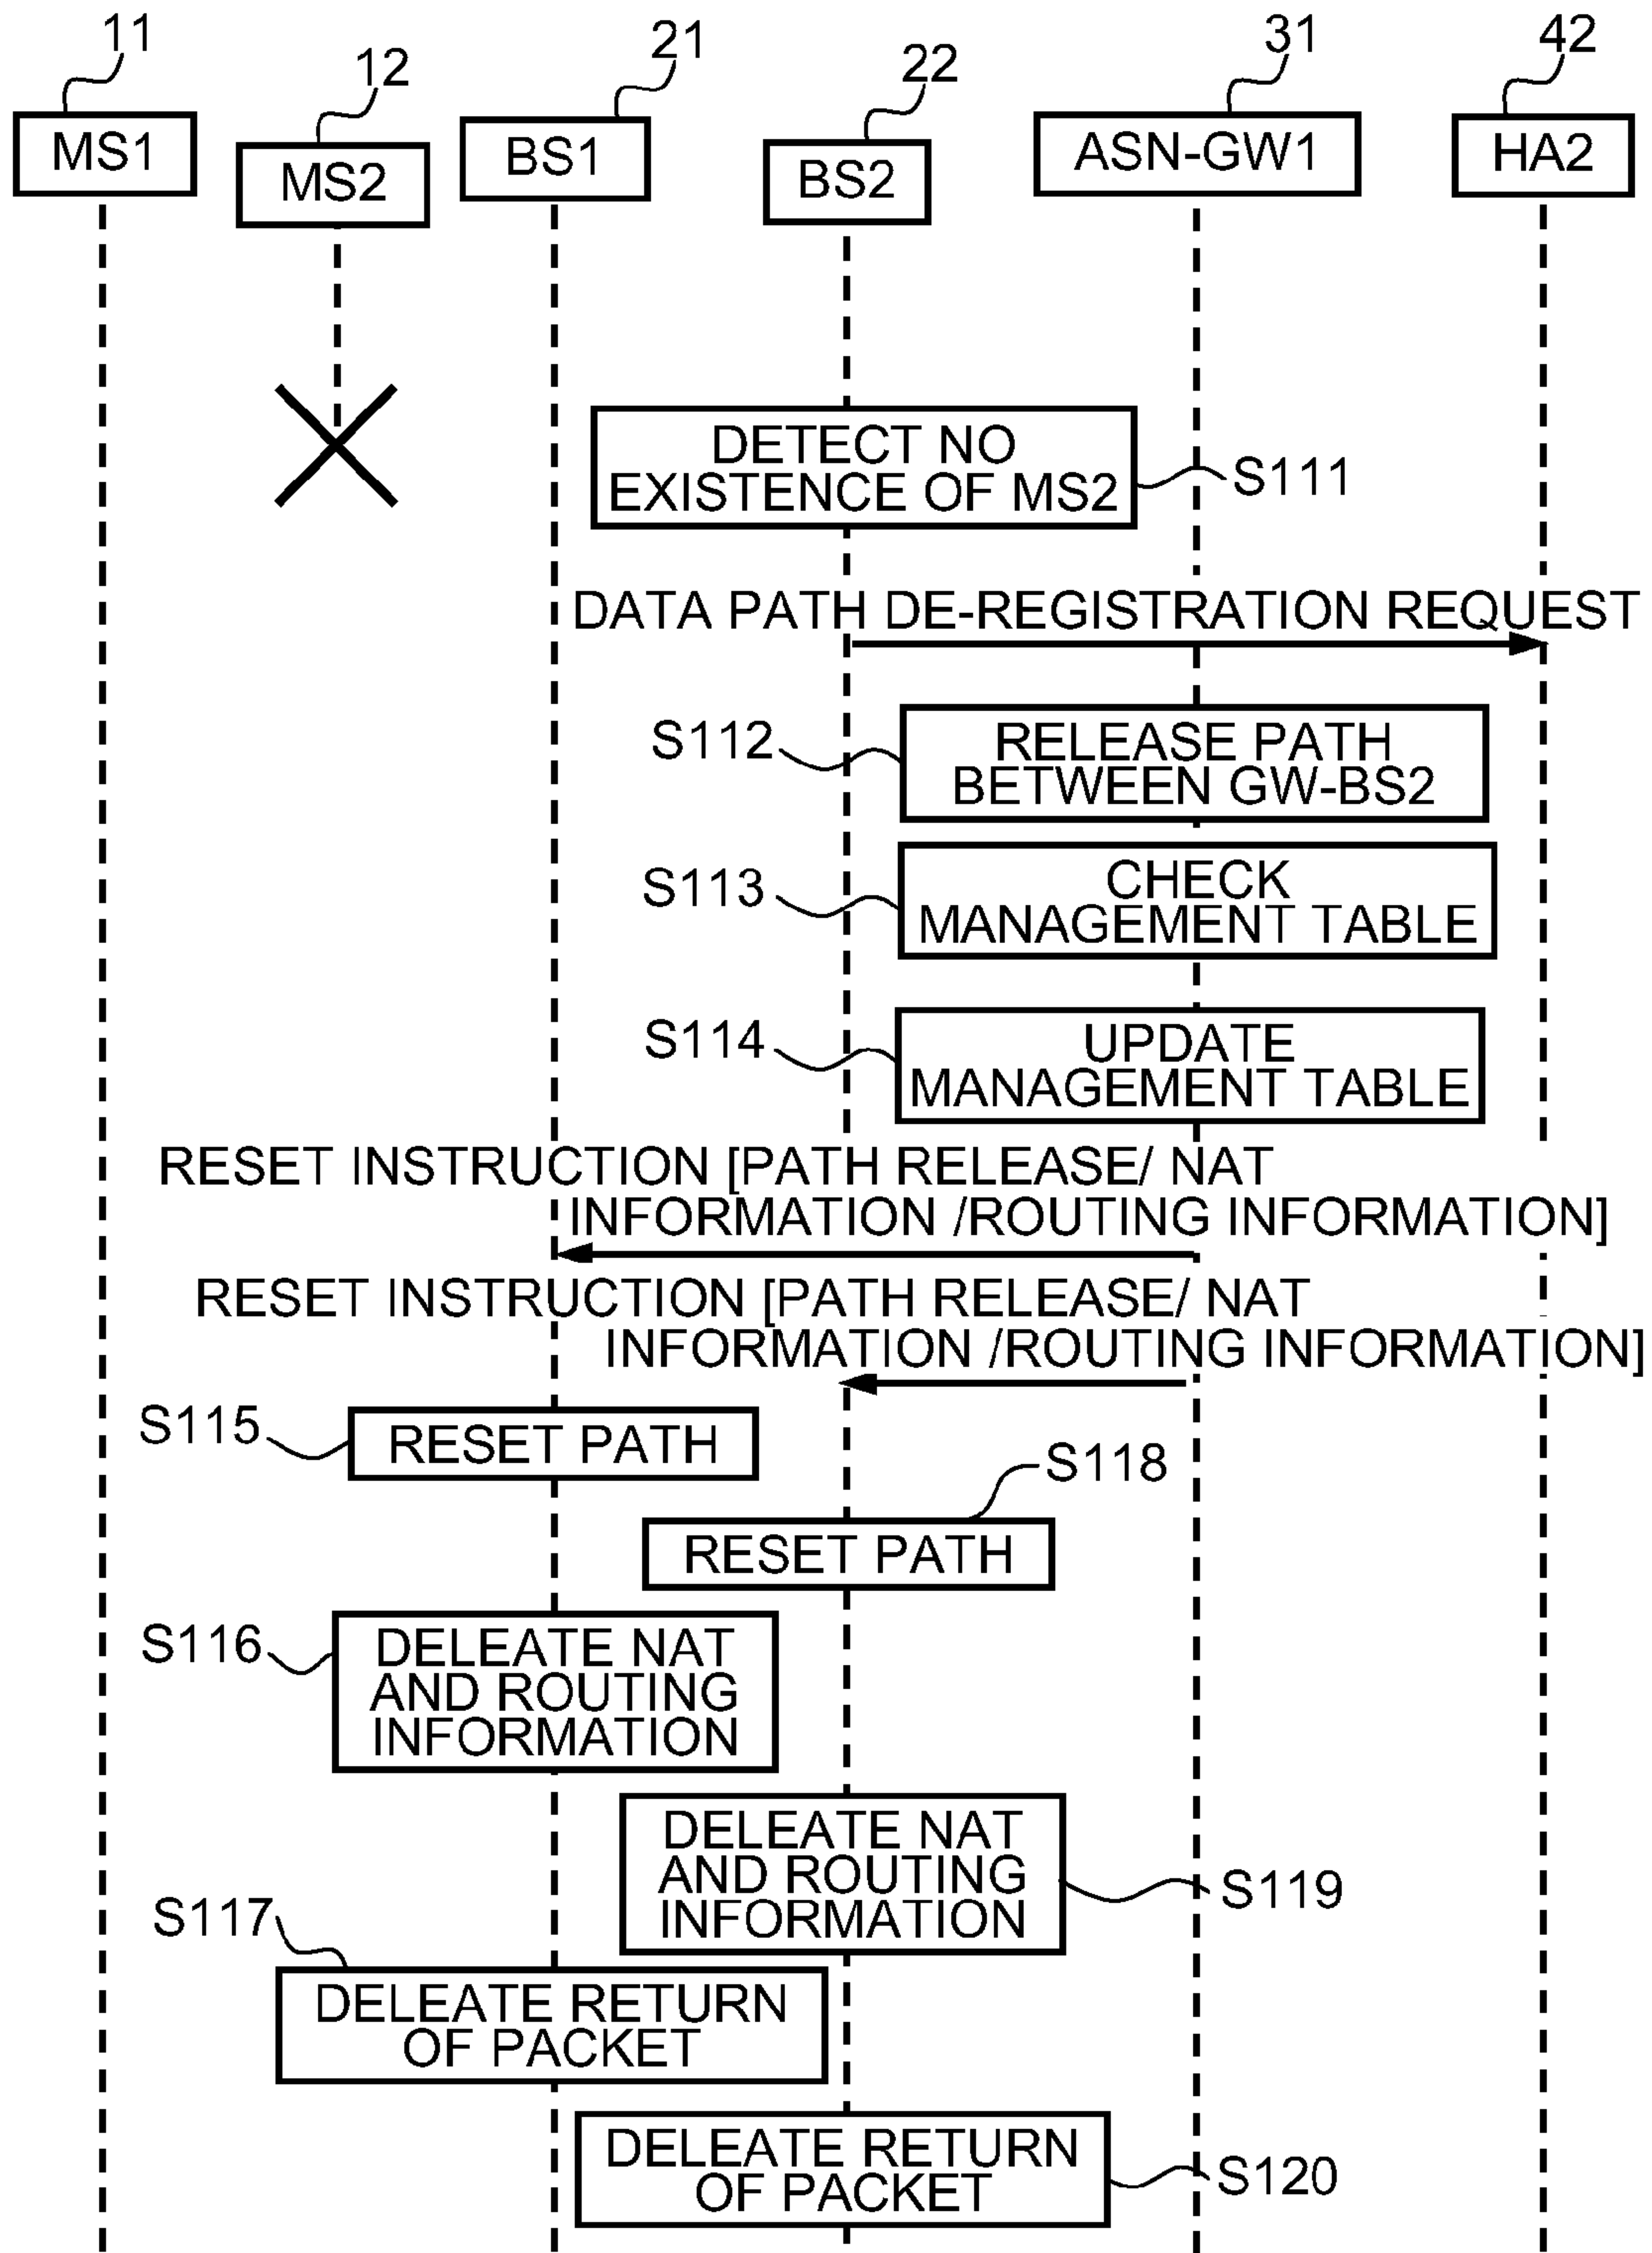 11
12
21
22
31
42
MS1
MS2
BS1
BS2
ASN-GW1
HA2
DETECT NO
EXISTENCE OF MS2
S111
DATA PATH DE-REGISTRATION REQUEST
S112
RELEASE PATH
BETWEEN GW-BS2
S113
CHECK
MANAGEMENT TABLE
S114
UPDATE
MANAGEMENT TABLE
RESET INSTRUCTION [PATH RELEASE/ NAT
INFORMATION /ROUTING INFORMATION]
RESET INSTRUCTION [PATH RELEASE/ NAT
INFORMATION /ROUTING INFORMATION]
S115
RESET PATH
S118
RESET PATH
S116
DELEATE NAT
AND ROUTING
INFORMATION
DELEATE NAT
AND ROUTING
INFORMATION
S119
S117
DELEATE RETURN
OF PACKET
DELEATE RETURN
OF PACKET
S120